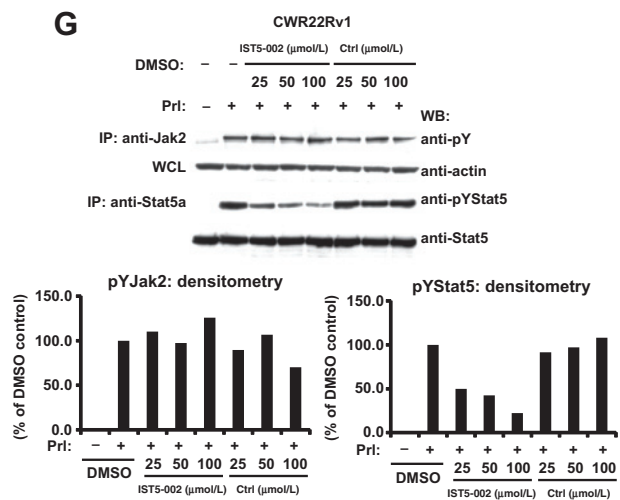 G
CWR22Rv1
IST5-002 (μmol/L) Ctrl (μmol/L)
DMSO: – –
25 50 100 25 50 100
Prl: – + + + + + + +
WB:
IP: anti-Jak2 anti-pY
WCL anti-actin
IP: anti-Stat5a anti-pYStat5
anti-Stat5
pYJak2: densitometry
(% of DMSO control)
150.0
100.0
50.0
0.0
Prl: – + + + + + + +
DMSO 25 50 100 25 50 100
IST5-002 (μmol/L) Ctrl (μmol/L)
pYStat5: densitometry
(% of DMSO control)
150.0
100.0
50.0
0.0
Prl: – + + + + + + +
DMSO 25 50 100 25 50 100
IST5-002 (μmol/L) Ctrl (μmol/L)